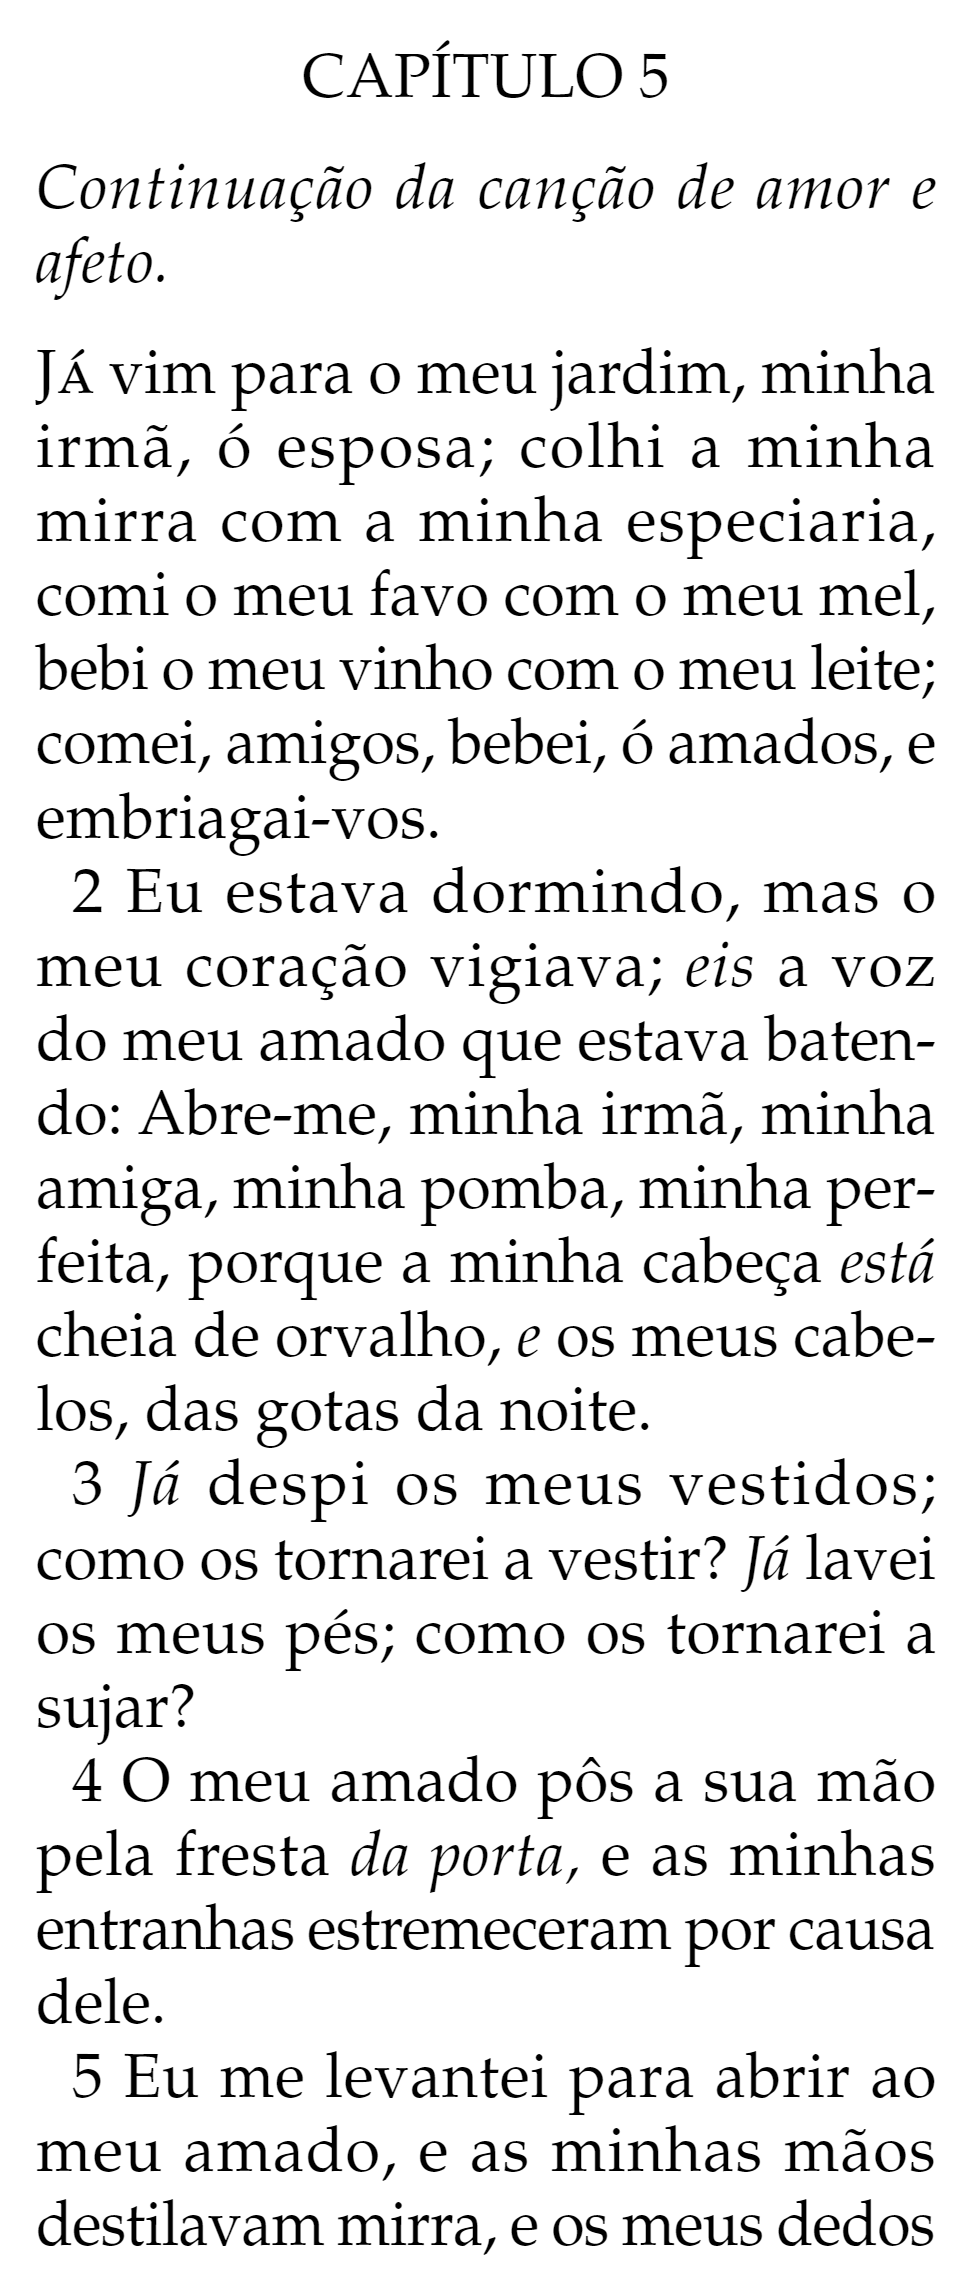 CAPÍTULO 5
Continuação da canção de amor e
afeto.
JÁ vim para o meu jardim, minha
irmã, ó esposa; colhi a minha
mirra com a minha especiaria,
comi o meu favo com o meu mel,
bebi o meu vinho com o meu leite;
comei, amigos, bebei, ó amados, e
embriagai-vos.
2 Eu estava dormindo, mas o
meu coração vigiava; eis a voz
do meu amado que estava baten-
do: Abre-me, minha irmã, minha
amiga, minha pomba, minha per-
feita, porque a minha cabeça está
cheia de orvalho, e os meus cabe-
los, das gotas da noite.
3 Já despi os meus vestidos;
como os tornarei a vestir? Já lavei
os meus pés; como os tornarei a
sujar?
4 O meu amado pôs a sua mão
pela fresta da porta, e as minhas
entranhas estremeceram por causa
dele.
5 Eu me levantei para abrir ao
meu amado, e as minhas mãos
destilavam mirra, e os meus dedos